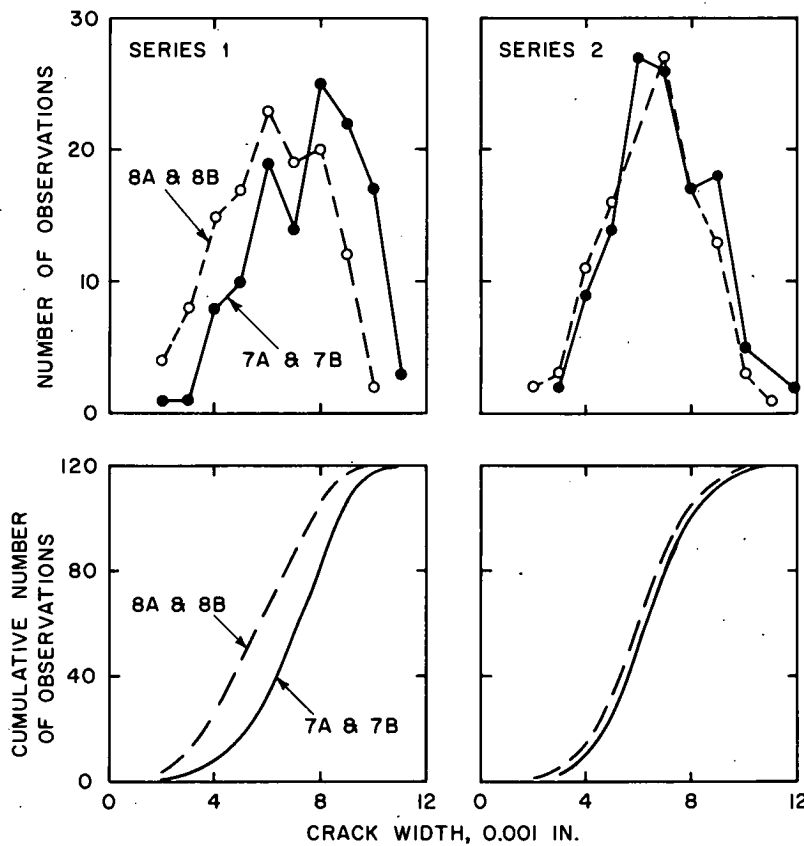 30
20
10
0
NUMBER OF OBSERVATIONS
SERIES 1
8A & 8B
7A & 7B
SERIES 2
120
80
40
0
CUMULATIVE NUMBER
OF OBSERVATIONS
8A & 8B
7A & 7B
0 4 8 12
0 4 8 12
CRACK WIDTH, 0.001 IN.